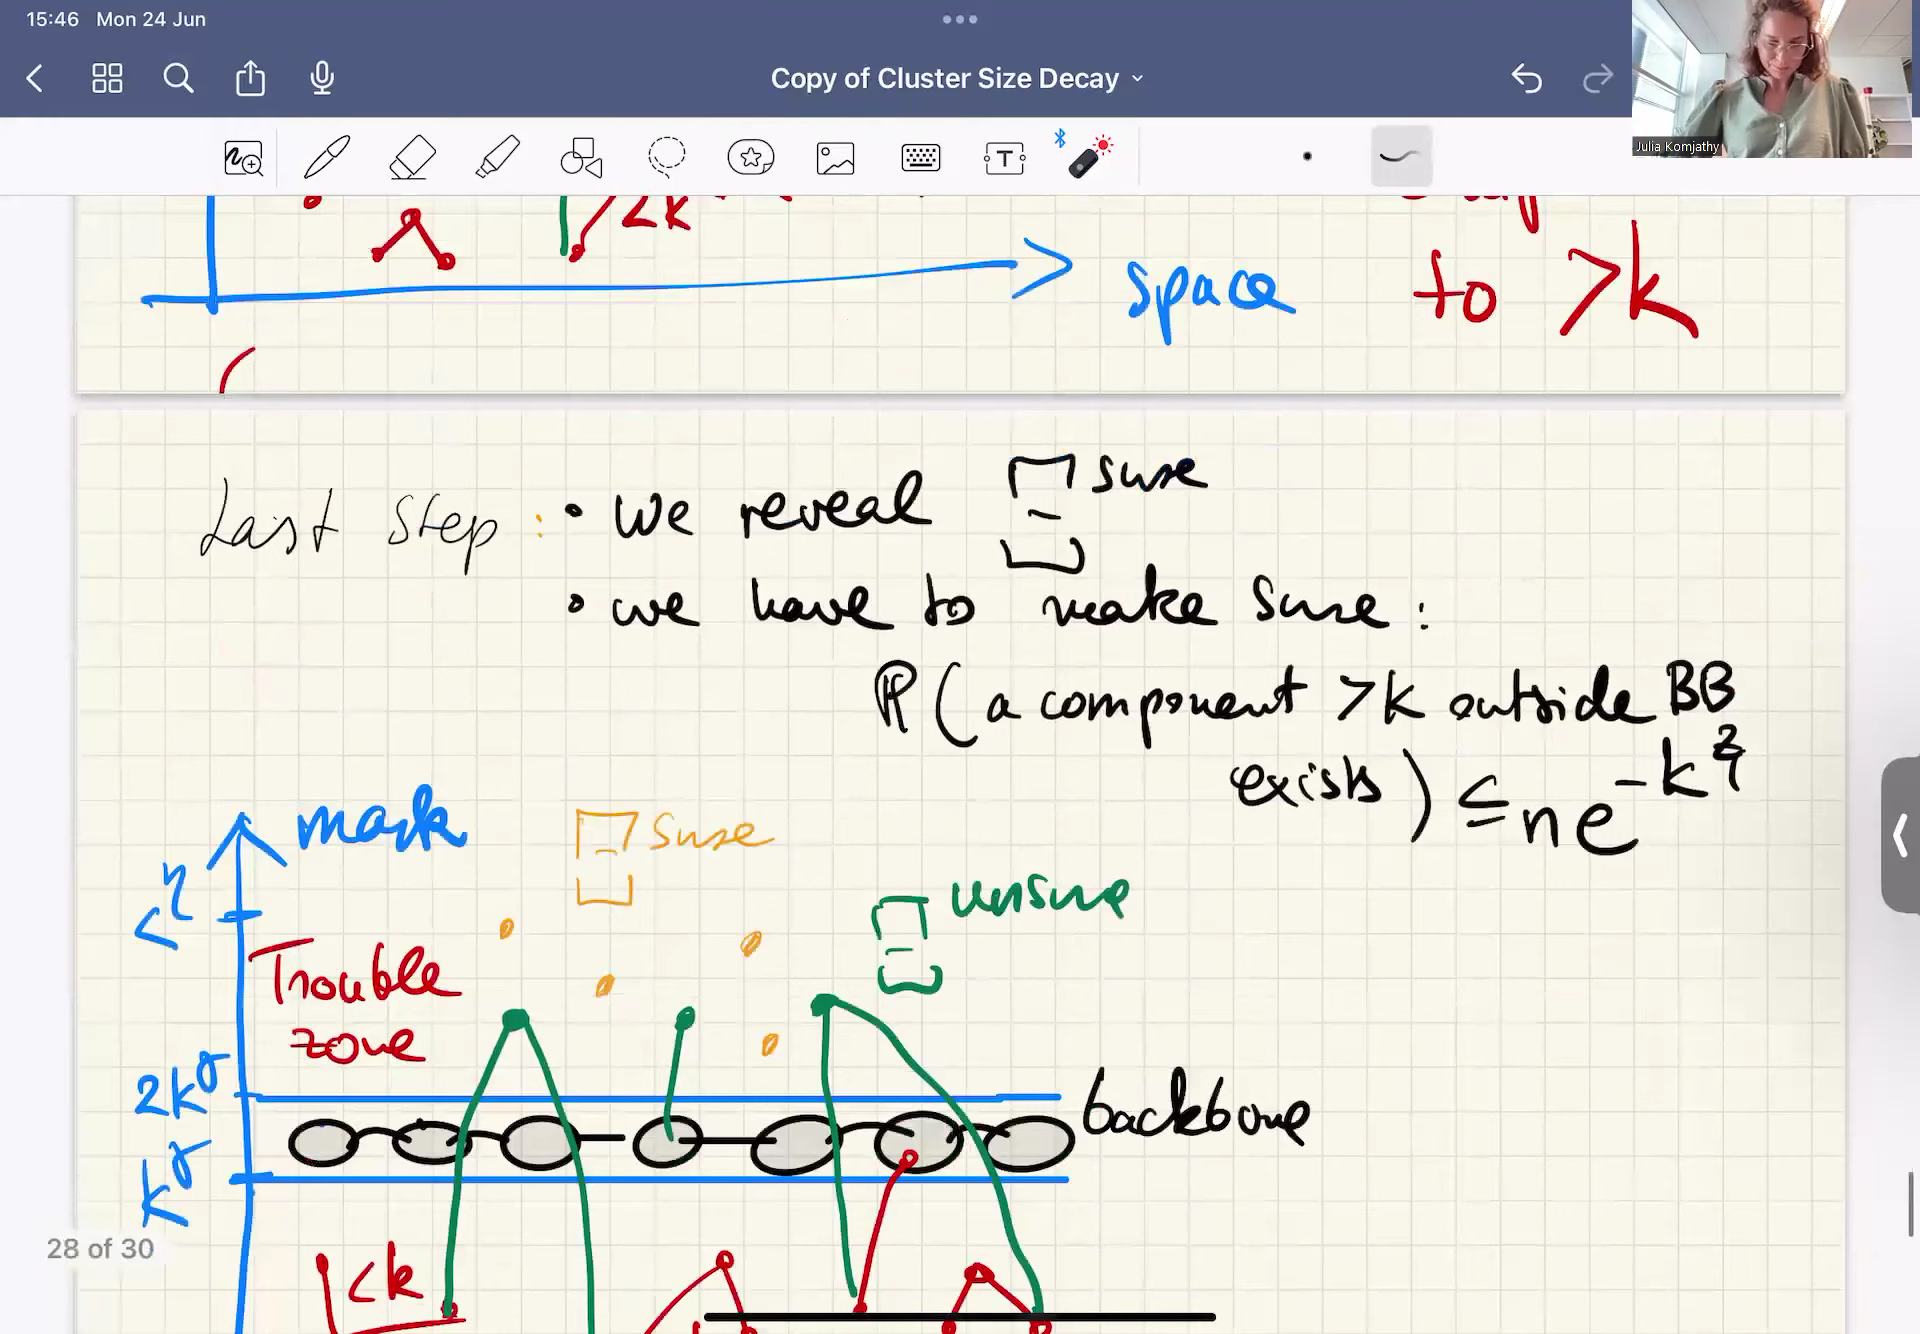 15:46 Mon 24 Jun
Copy of Cluster Size Decay
Julia Komjathy
2k
space
to >k
Last Step : • we reveal sure
• we have to make sure :
ℙ ( a component >k outside BB
exists ) ≤ n e^{-k^ζ}
mark
sure
unsure
Trouble
zone
2k^γ
backbone
k^γ
28 of 30
<k